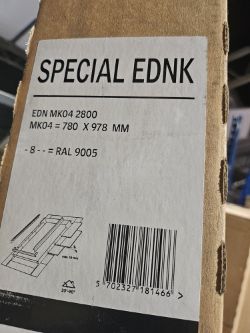 SPECIAL EDNK
EDN MK04 2800
MK04 = 780 X 978 MM
- 8 - - = RAL 9005
5 702327 181466 >